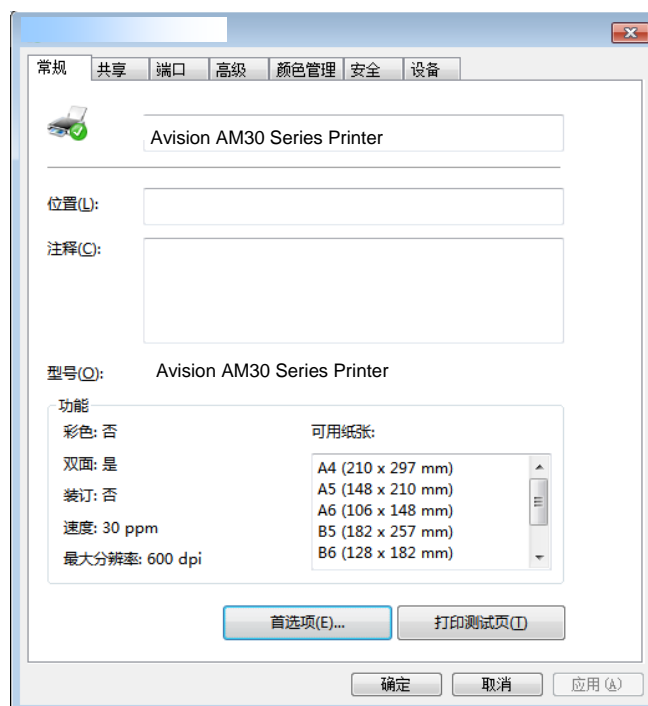 常规 共享 端口 高级 颜色管理 安全 设备
Avision AM30 Series Printer
位置(L):
注释(C):
型号(O): Avision AM30 Series Printer
功能
彩色: 否 可用纸张:
双面: 是
A4 (210 x 297 mm)
装订: 否
A5 (148 x 210 mm)
A6 (106 x 148 mm)
速度: 30 ppm
B5 (182 x 257 mm)
最大分辨率: 600 dpi
B6 (128 x 182 mm)
首选项(E)... 打印测试页(T)
确定 取消 应用(A)